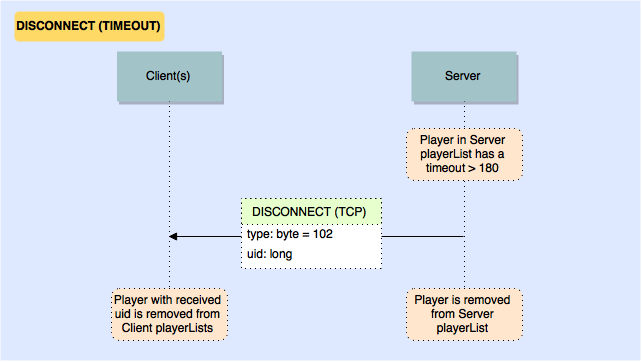 DISCONNECT (TIMEOUT)
Client(s)
Server
Player in Server
playerList has a
timeout > 180
DISCONNECT (TCP)
type: byte = 102
uid: long
Player with received
uid is removed from
Client playerLists
Player is removed
from Server
playerList